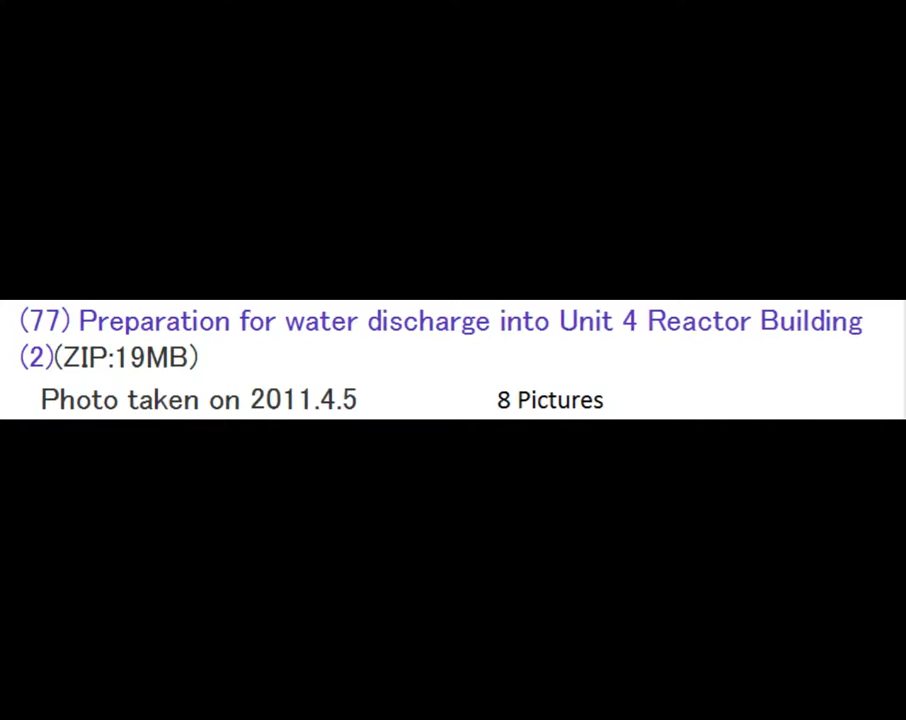 (77) Preparation for water discharge into Unit 4 Reactor Building
(2)(ZIP:19MB)
Photo taken on 2011.4.5 8 Pictures